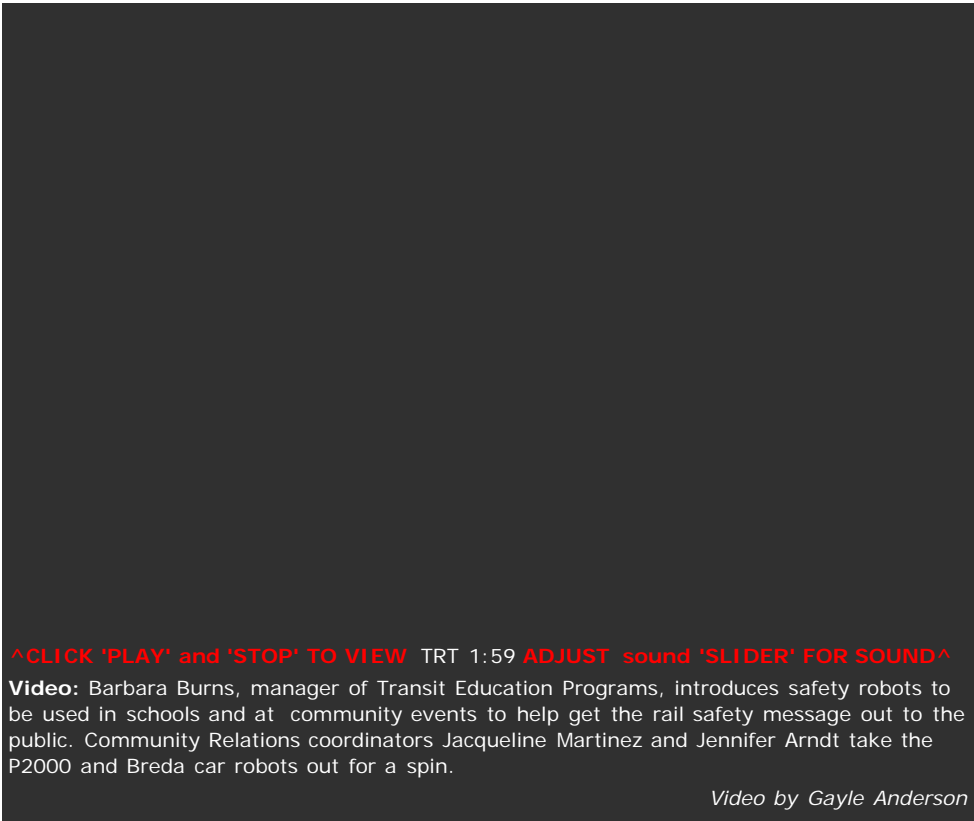 ^CLICK 'PLAY' and 'STOP' TO VIEW TRT 1:59 ADJUST sound 'SLIDER' FOR SOUND^
Video: Barbara Burns, manager of Transit Education Programs, introduces safety robots to
be used in schools and at community events to help get the rail safety message out to the
public. Community Relations coordinators Jacqueline Martinez and Jennifer Arndt take the
P2000 and Breda car robots out for a spin.
Video by Gayle Anderson